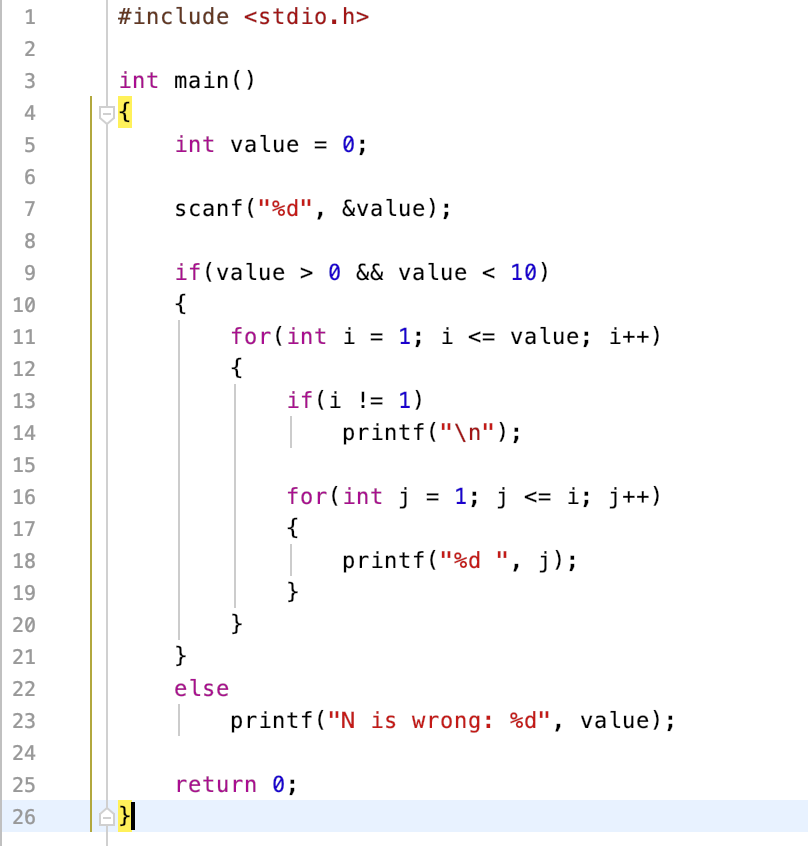 1 #include <stdio.h>
2
3 int main()
4 {
5     int value = 0;
6
7     scanf("%d", &value);
8
9     if(value > 0 && value < 10)
10     {
11         for(int i = 1; i <= value; i++)
12         {
13             if(i != 1)
14                 printf("\n");
15
16             for(int j = 1; j <= i; j++)
17             {
18                 printf("%d ", j);
19             }
20         }
21     }
22     else
23         printf("N is wrong: %d", value);
24
25     return 0;
26 }